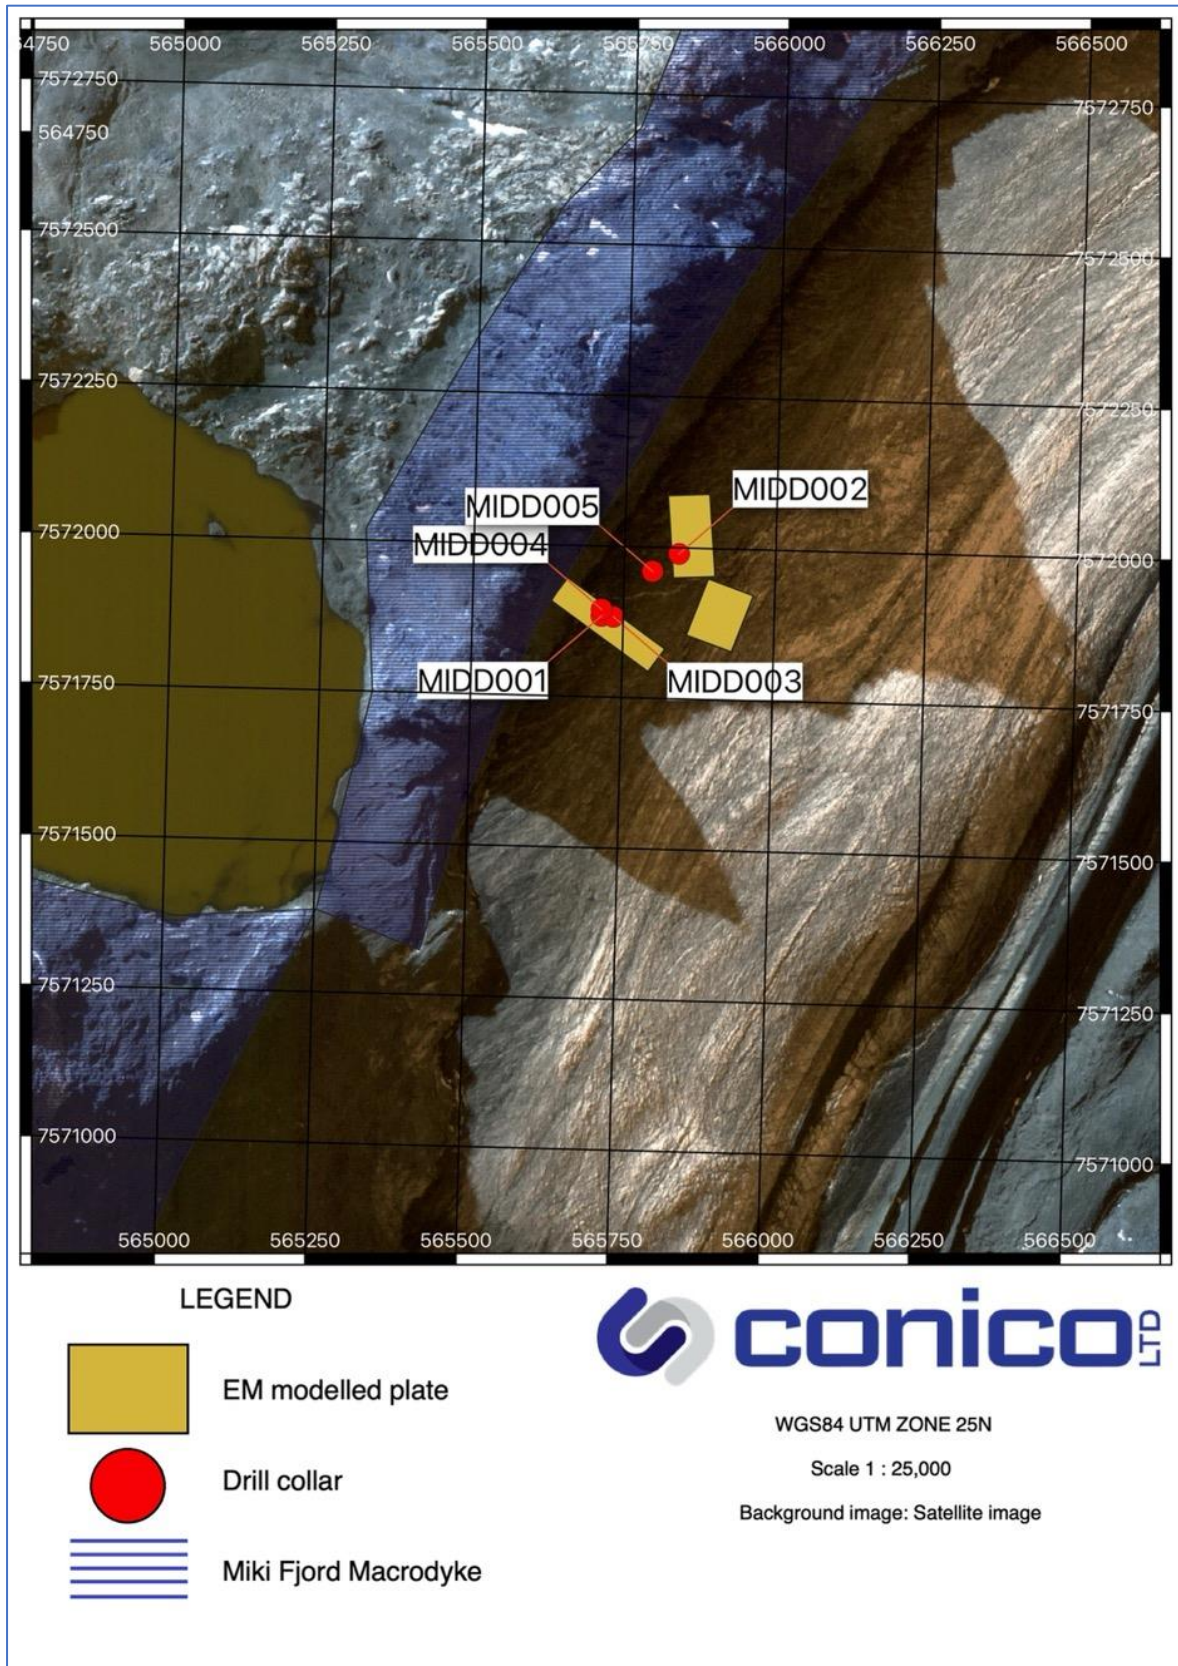 564750 565000 565250 565500 565750 566000 566250 566500
7572750 7572750
564750
7572500 7572500
7572250 7572250
MIDD002
MIDD005
7572000 MIDD004 7572000
MIDD001 MIDD003
7571750 7571750
7571500 7571500
7571250 7571250
7571000 7571000
565000 565250 565500 565750 566000 566250 566500
LEGEND
EM modelled plate
Drill collar
Miki Fjord Macrodyke
conico LTD
WGS84 UTM ZONE 25N
Scale 1 : 25,000
Background image: Satellite image